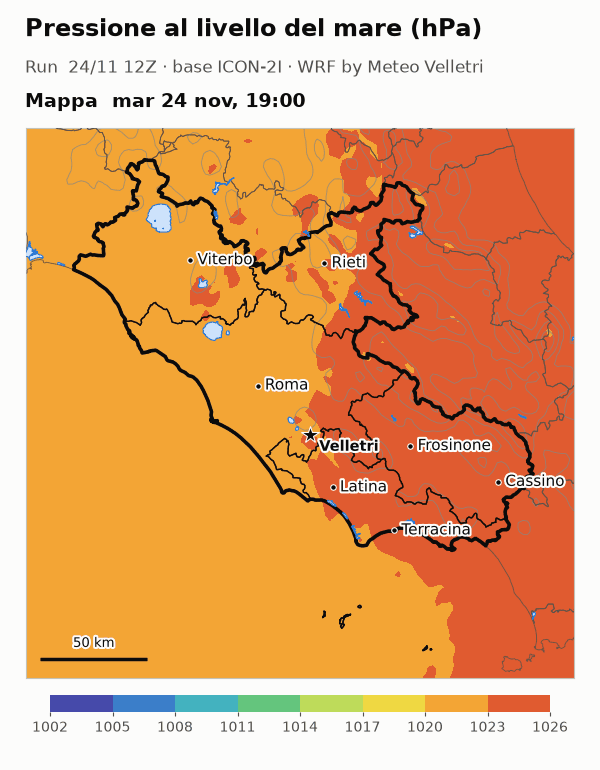 Pressione al livello del mare (hPa)
Run  24/11 12Z · base ICON-2I · WRF by Meteo Velletri
Mappa  mar 24 nov, 19:00
Viterbo
Rieti
Roma
Velletri
Frosinone
Cassino
Latina
Terracina
50 km
1002 1005 1008 1011 1014 1017 1020 1023 1026